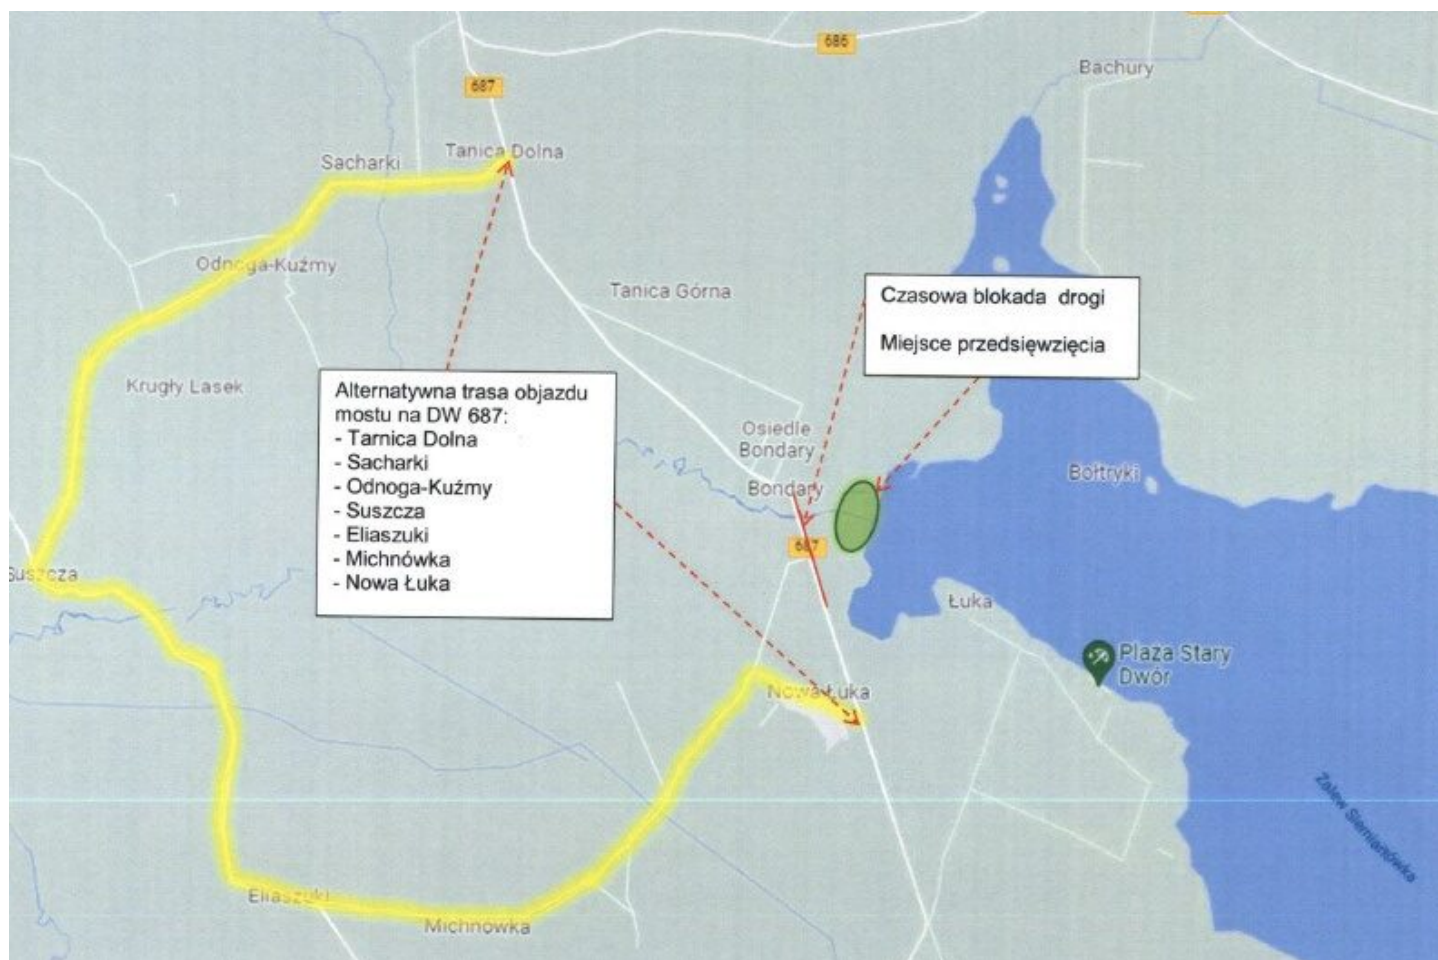 686
Bachury
687
Tanica Dolna
Sacharki
Odnoga-Kuźmy
Tanica Górna
Czasowa blokada drogi
Miejsce przedsięwzięcia
Krugły Lasek
Alternatywna trasa objazdu
mostu na DW 687:
- Tarnica Dolna
- Sacharki
- Odnoga-Kuźmy
- Suszcza
- Eliaszuki
- Michnówka
- Nowa Łuka
Osiedle
Bondary
Bondary
Bołtryki
687
Suszcza
Łuka
Plaża Stary
Dwór
Nowa Łuka
Zalew Siemianówka
Eliaszuki
Michnówka